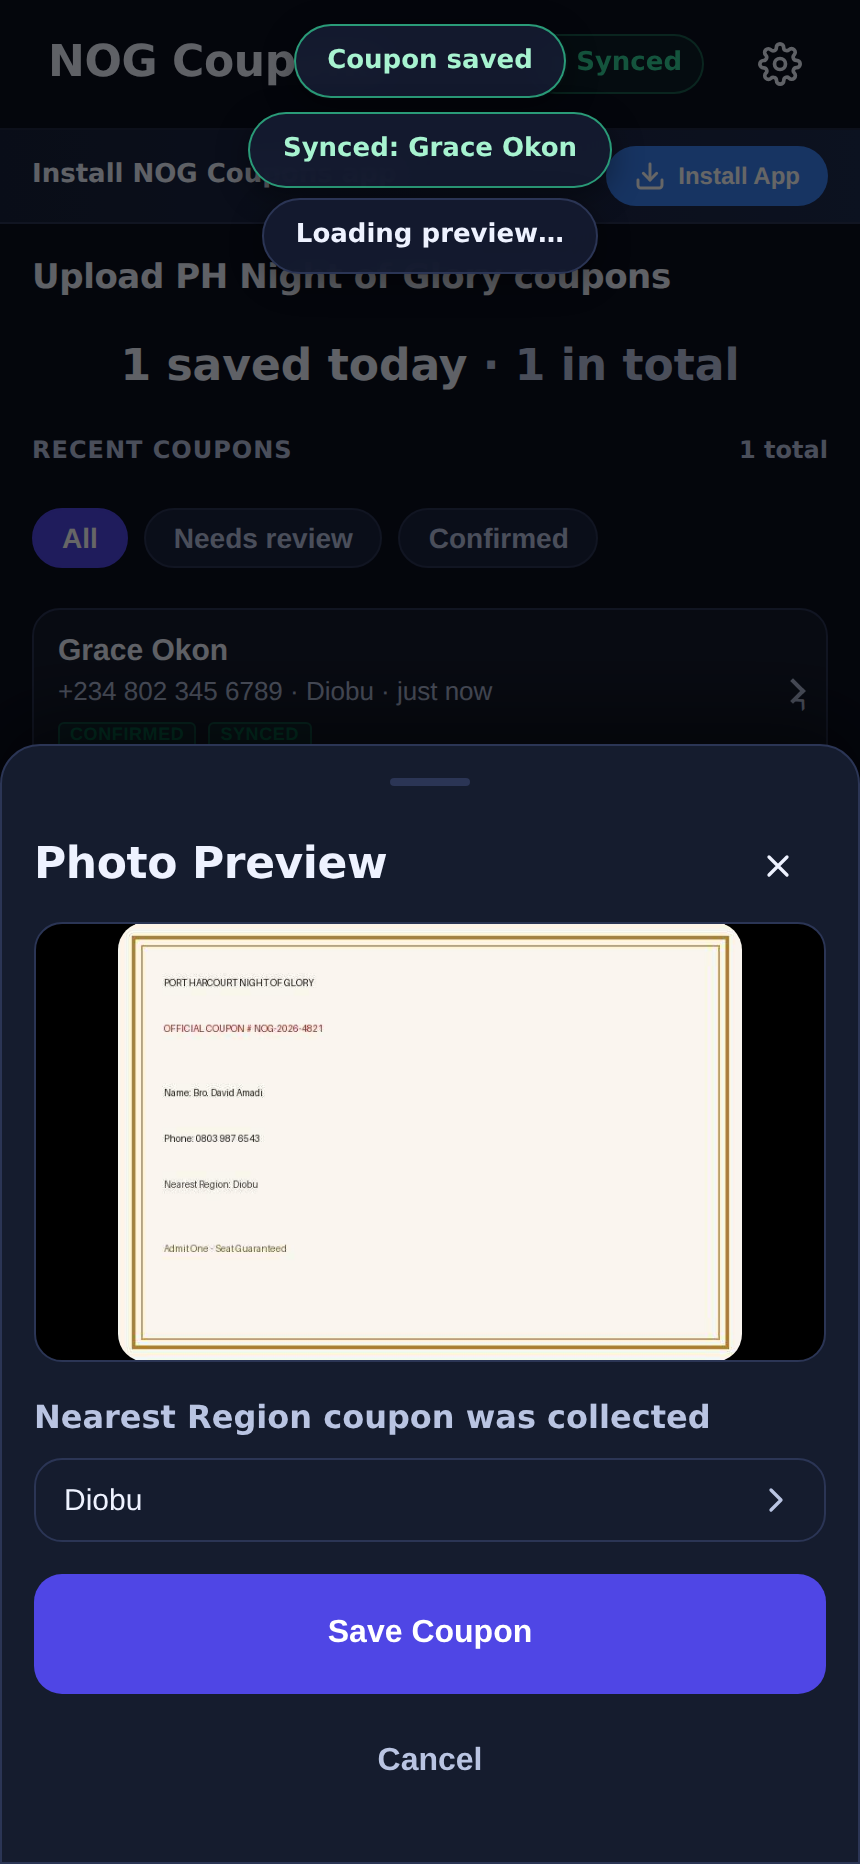 NOG Coup
Coupon saved
Synced
Synced: Grace Okon
Install NOG Cou
Install App
Loading preview...
Upload PH Night of Glory coupons
1 saved today · 1 in total
RECENT COUPONS
1 total
All
Needs review
Confirmed
Grace Okon
+234 802 345 6789 · Diobu · just now
CONFIRMED
SYNCED
Photo Preview
PORT HARCOURT NIGHT OF GLORY
OFFICIAL COUPON # NOG-2026-4821
Name: Bro. David Amadi
Phone: 0803 987 6543
Nearest Region: Diobu
Admit One - Seat Guaranteed
Nearest Region coupon was collected
Diobu
Save Coupon
Cancel